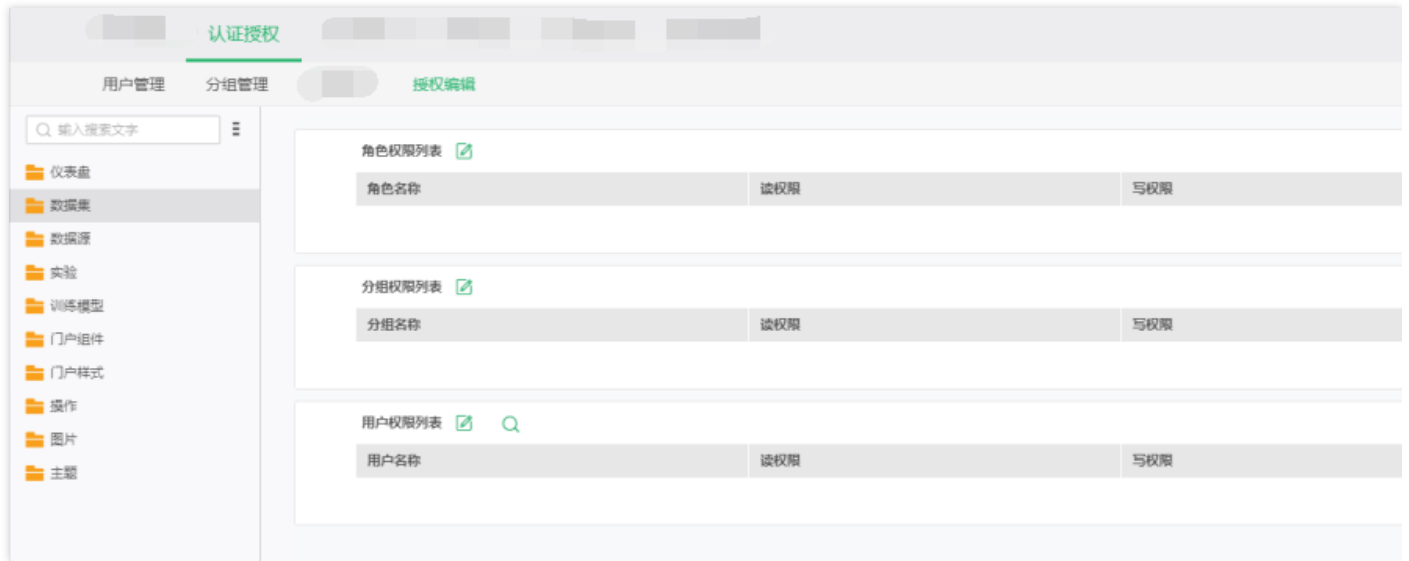 认证授权
用户管理 分组管理 授权编辑
输入搜索文字
仪表盘
数据集
数据源
实验
训练模型
门户组件
门户样式
操作
图片
主题
角色权限列表
角色名称 读权限 写权限
分组权限列表
分组名称 读权限 写权限
用户权限列表
用户名称 读权限 写权限